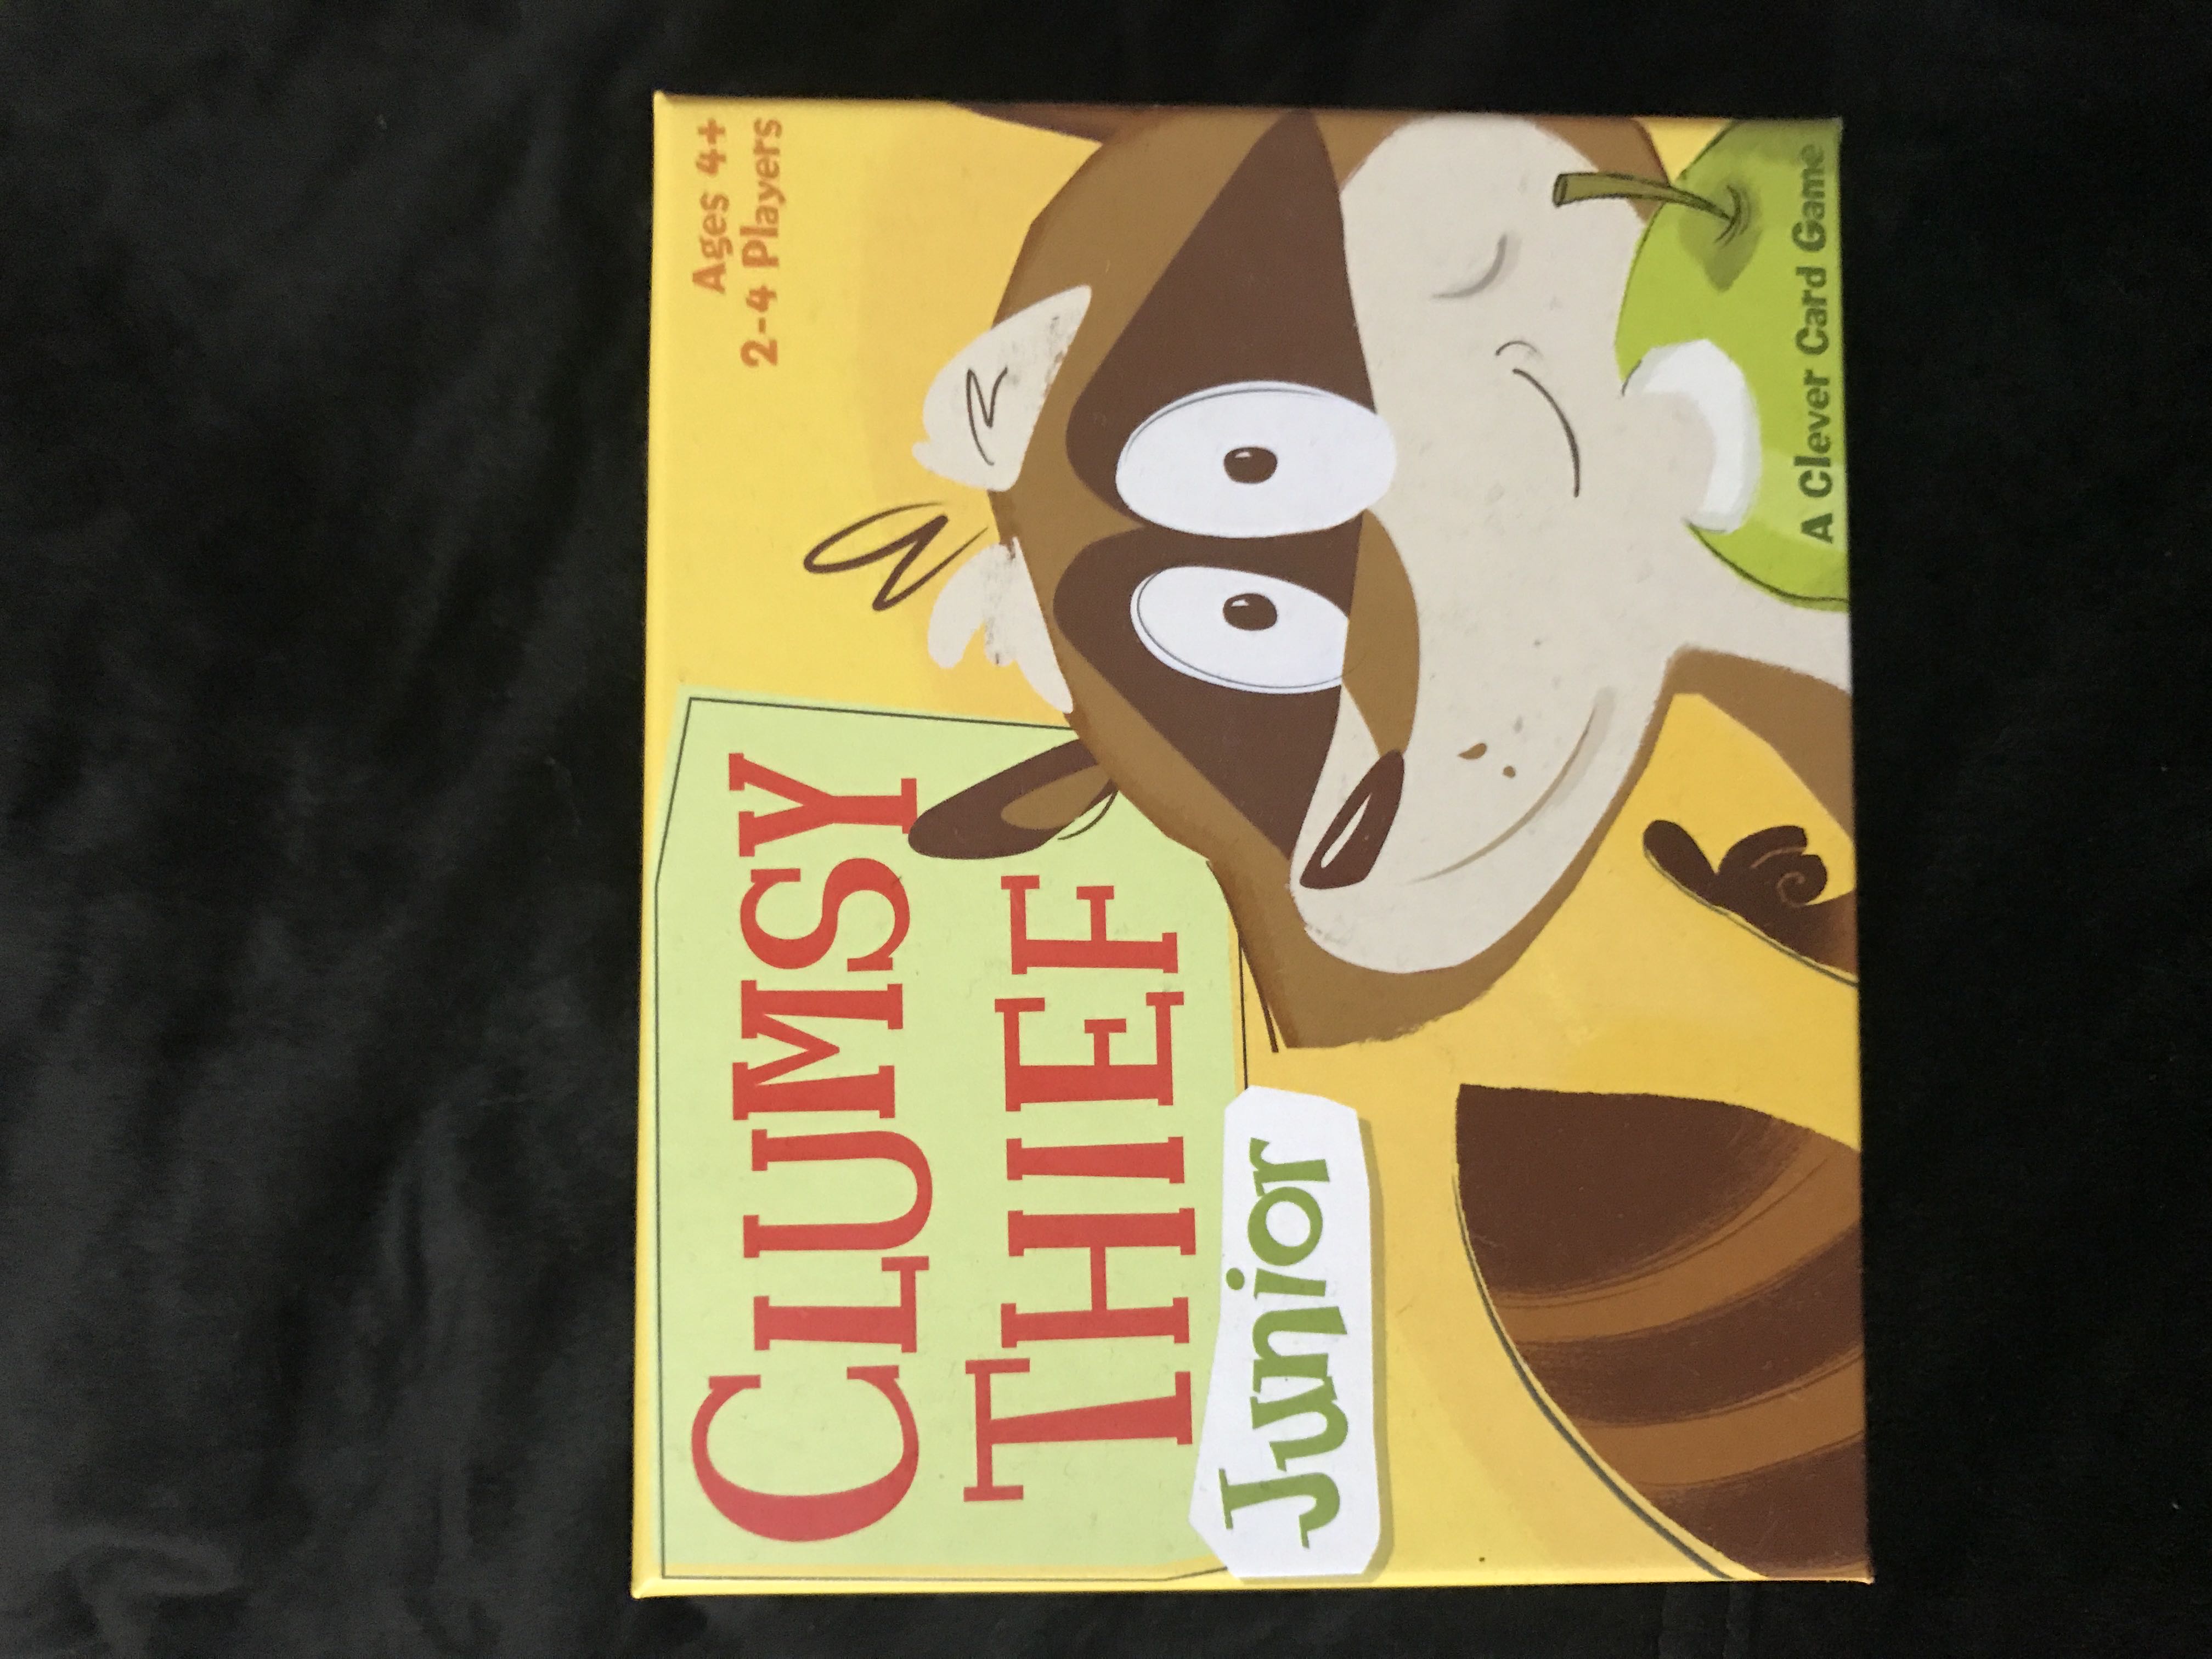 CLUMSY
THIEF
Junior
Ages 4+
2-4 Players
A Clever Card Game